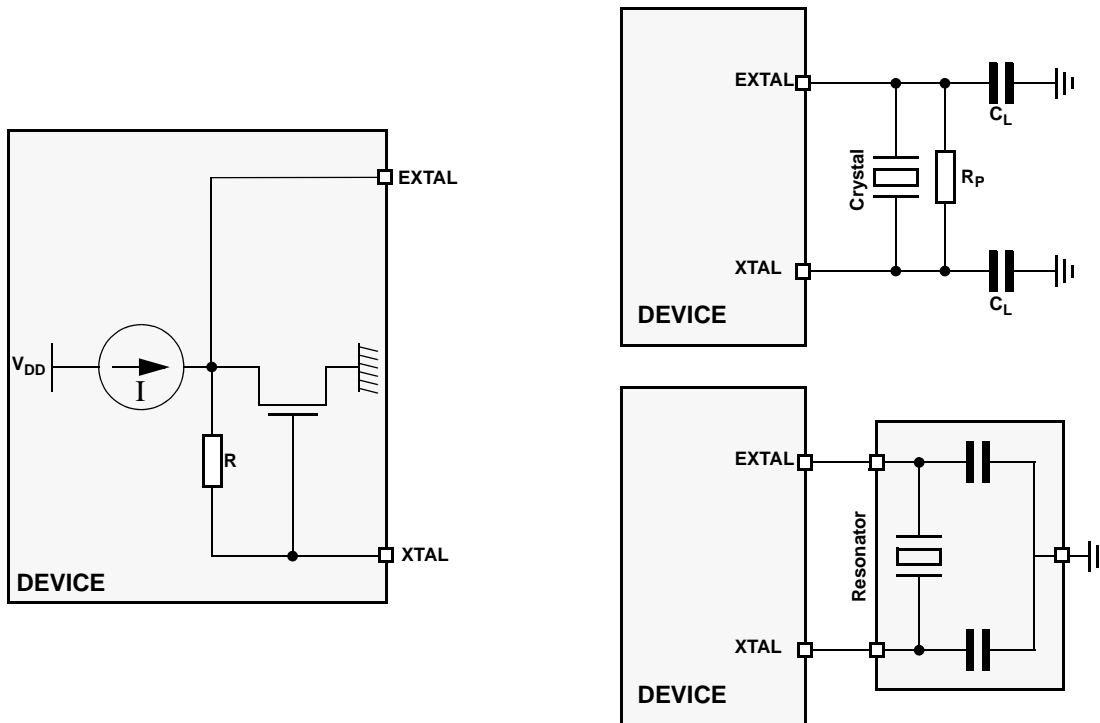 EXTAL
V_DD
I
R
XTAL
DEVICE
EXTAL
C_L
Crystal
R_P
XTAL
C_L
DEVICE
EXTAL
Resonator
XTAL
DEVICE